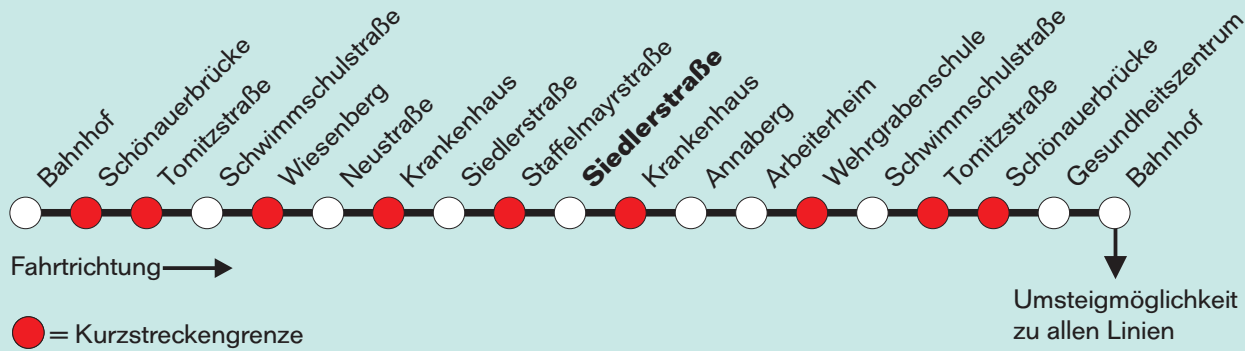 Bahnhof
Schönauerbrücke
Tomitzstraße
Schwimmschulstraße
Wiesenberg
Neustraße
Krankenhaus
Siedlerstraße
Staffelmayrstraße
Siedlerstraße
Krankenhaus
Annaberg
Arbeiterheim
Wehrgrabenschule
Schwimmschulstraße
Tomitzstraße
Schönauerbrücke
Gesundheitszentrum
Bahnhof
Fahrtrichtung
= Kurzstreckengrenze
Umsteigmöglichkeit
zu allen Linien